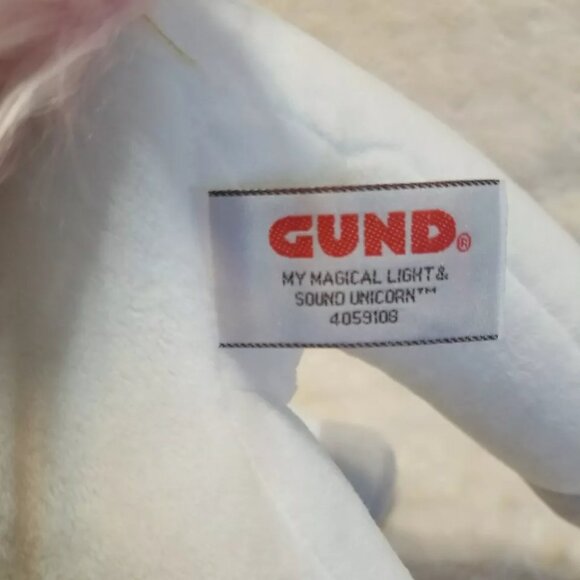 GUND®
MY MAGICAL LIGHT &
SOUND UNICORN™
4059108